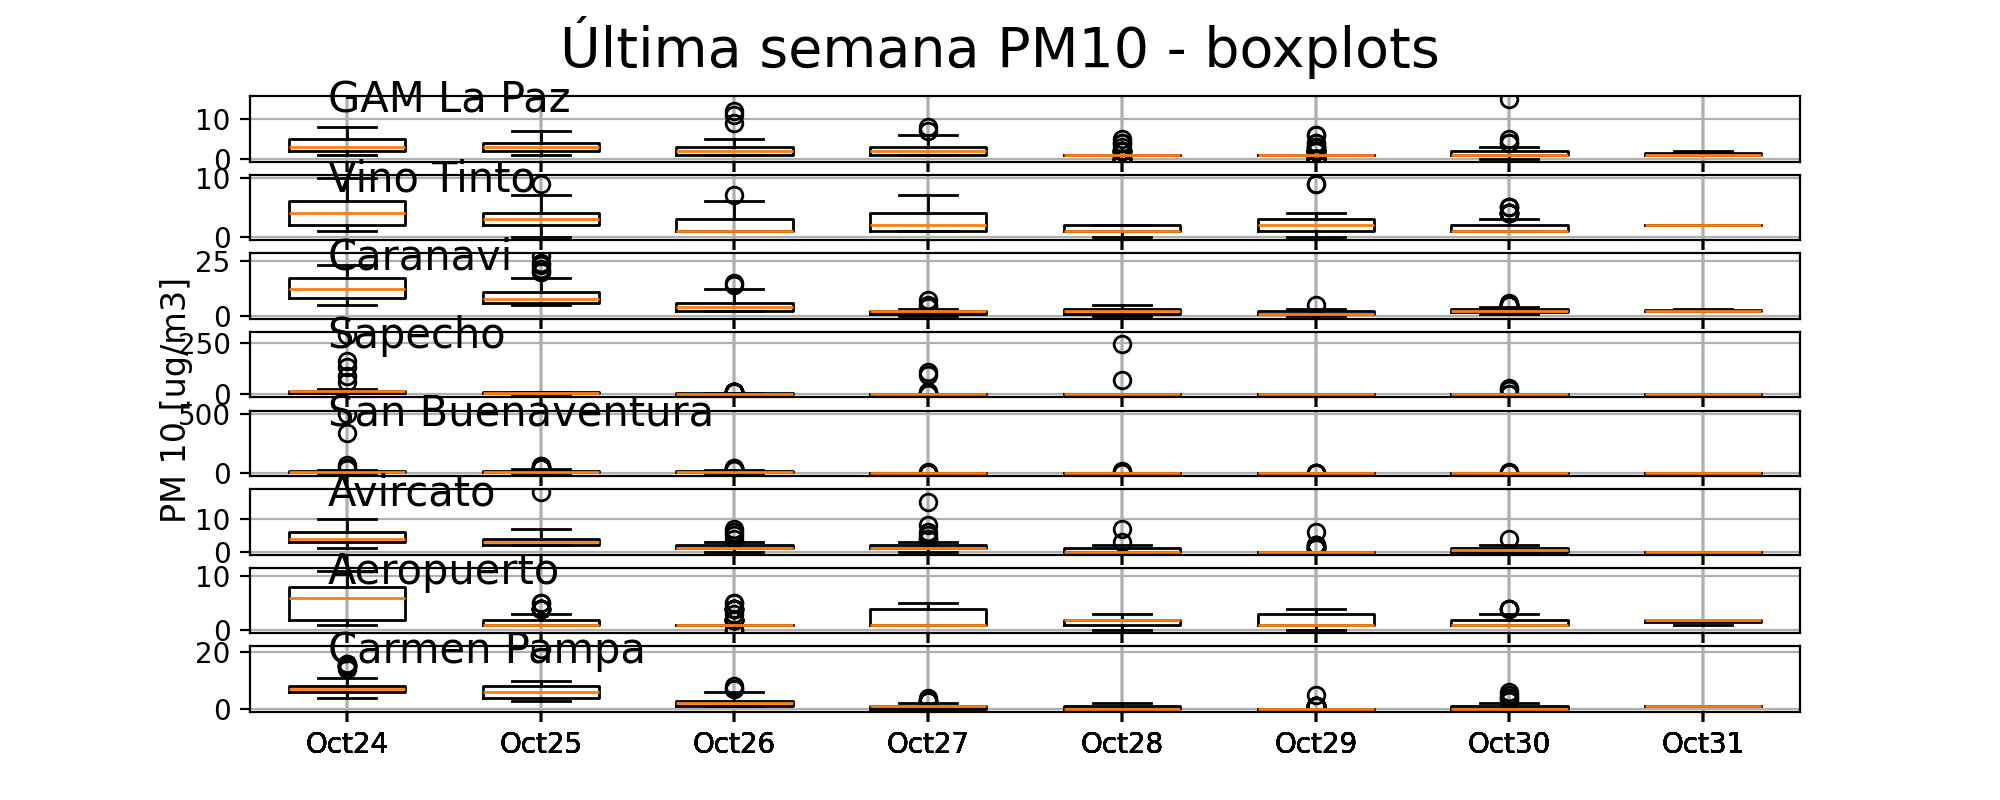 Última semana PM10 - boxplots
GAM La Paz
10
0
Vino Tinto
10
0
Caranavi
25
0
Sapecho
250
0
San Buenaventura
500
0
Avircato
10
0
Aeropuerto
10
0
Carmen Pampa
20
0
PM 10 [ug/m3]
Oct24 Oct25 Oct26 Oct27 Oct28 Oct29 Oct30 Oct31